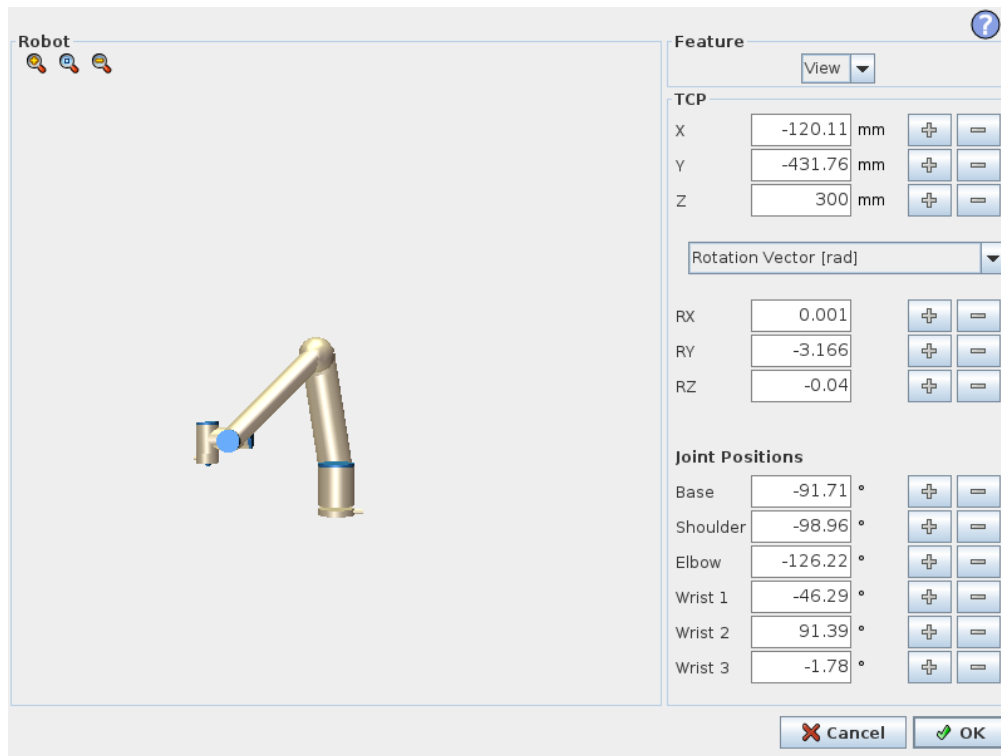 ?
Robot
Feature
View
TCP
X -120.11 mm
Y -431.76 mm
Z 300 mm
Rotation Vector [rad]
RX 0.001
RY -3.166
RZ -0.04
Joint Positions
Base -91.71 °
Shoulder -98.96 °
Elbow -126.22 °
Wrist 1 -46.29 °
Wrist 2 91.39 °
Wrist 3 -1.78 °
Cancel OK